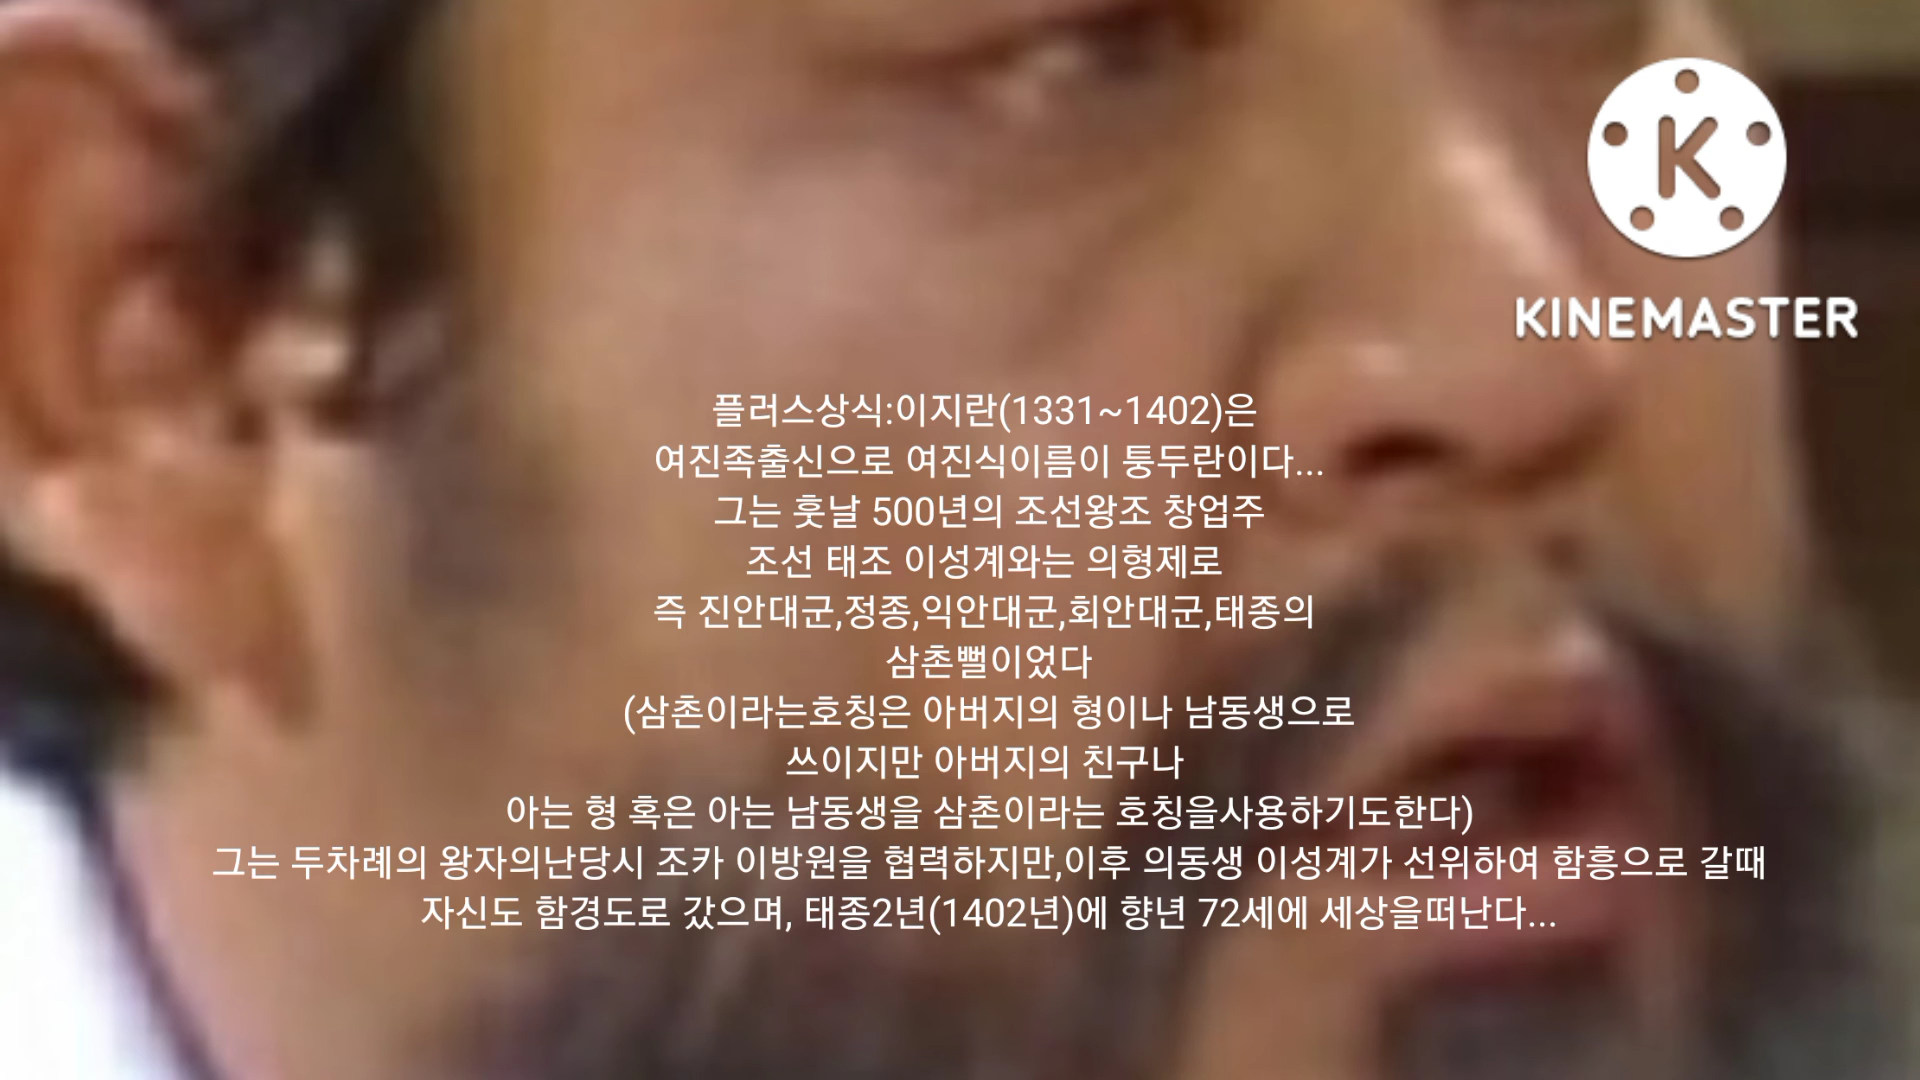 K
KINEMASTER
플러스상식:이지란(1331~1402)은
여진족출신으로 여진식이름이 퉁두란이다...
그는 훗날 500년의 조선왕조 창업주
조선 태조 이성계와는 의형제로
즉 진안대군,정종,익안대군,회안대군,태종의
삼촌뻘이었다
(삼촌이라는호칭은 아버지의 형이나 남동생으로
쓰이지만 아버지의 친구나
아는 형 혹은 아는 남동생을 삼촌이라는 호칭을사용하기도한다)
그는 두차례의 왕자의난당시 조카 이방원을 협력하지만,이후 의동생 이성계가 선위하여 함흥으로 갈때
자신도 함경도로 갔으며, 태종2년(1402년)에 향년 72세에 세상을떠난다...